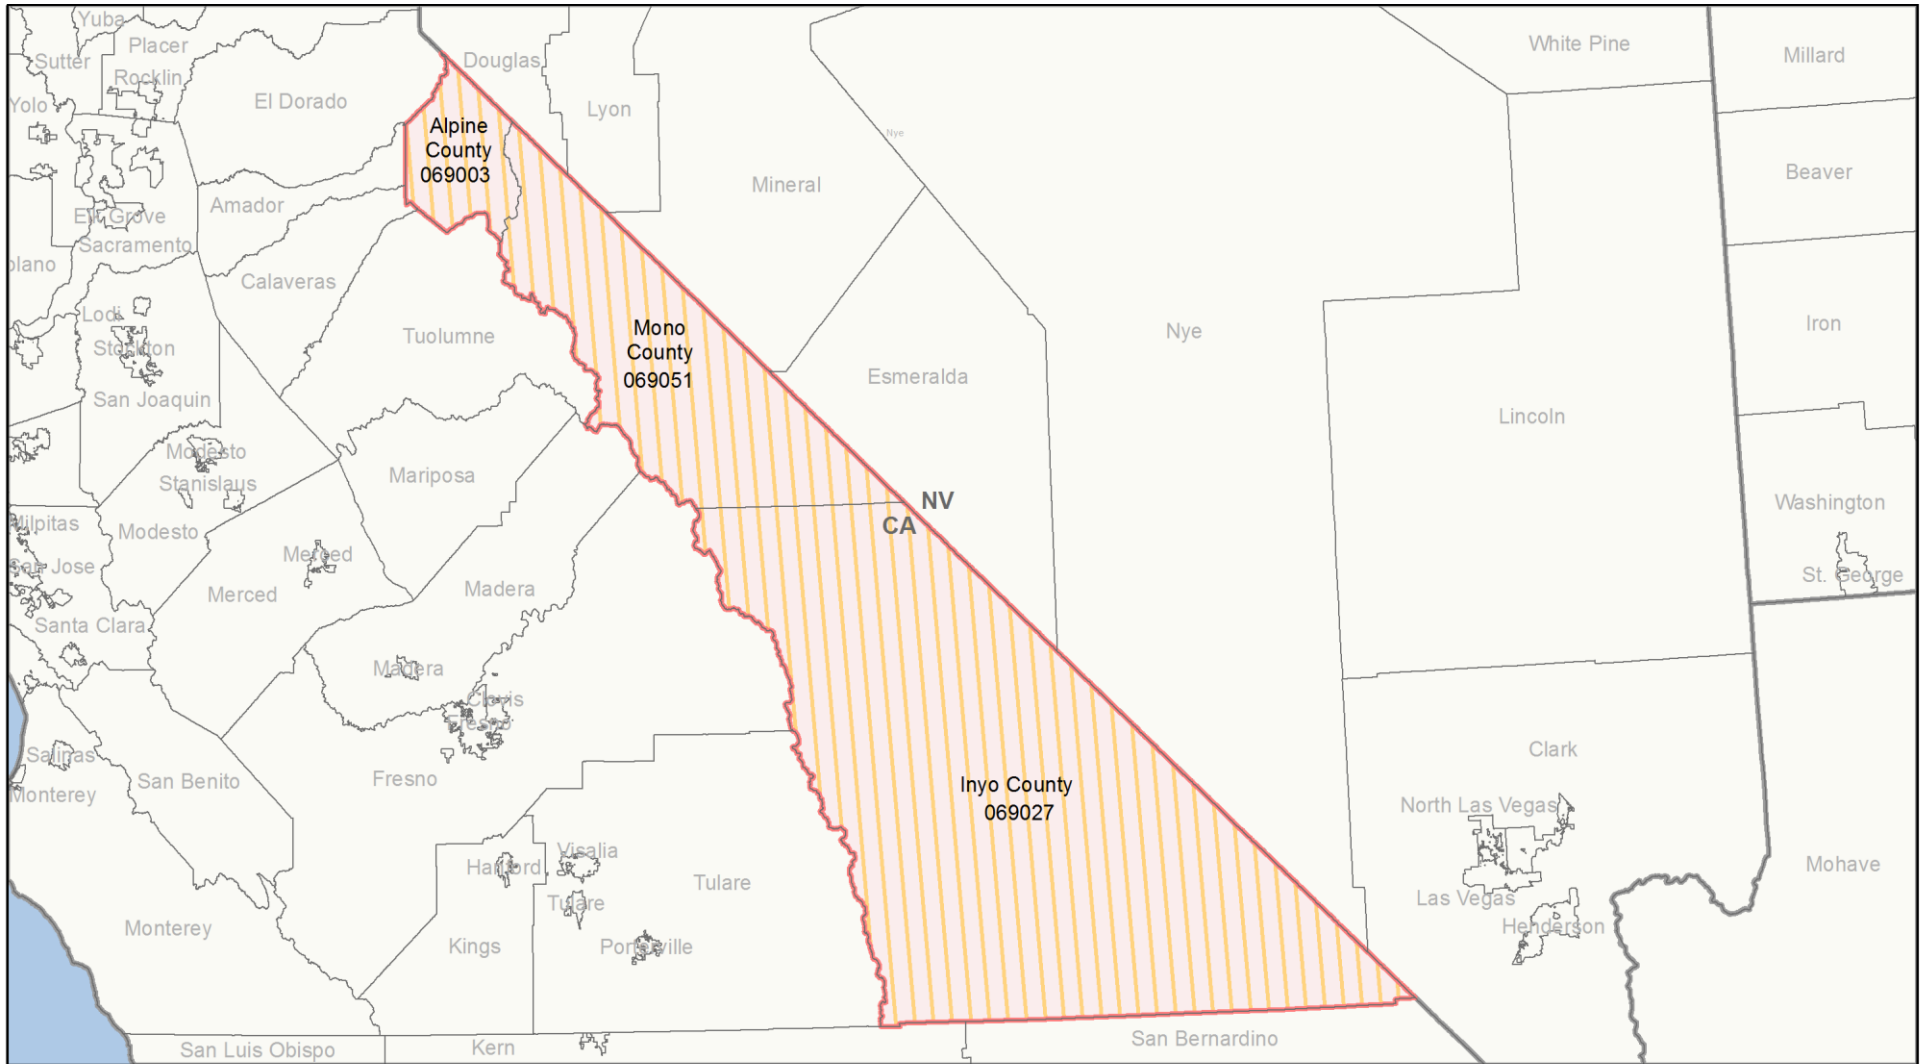 Yuba
Placer
Sutter
Rocklin
Yolo
El Dorado
Douglas
Lyon
White Pine
Millard
Alpine
County
069003
Nye
Mineral
Beaver
Amador
Elk Grove
Sacramento
olano
Calaveras
Lodi
Stockton
Tuolumne
Mono
County
069051
Nye
Iron
Esmeralda
San Joaquin
Lincoln
Modesto
Stanislaus
Mariposa
NV
CA
Washington
Milpitas
Modesto
Merced
San Jose
Merced
Madera
St. George
Santa Clara
Madera
Clovis
Fresno
Salinas
Monterey
San Benito
Fresno
Clark
Inyo County
069027
North Las Vegas
Hanford
Visalia
Tulare
Tulare
Las Vegas
Henderson
Mohave
Monterey
Kings
Porterville
San Luis Obispo
Kern
San Bernardino